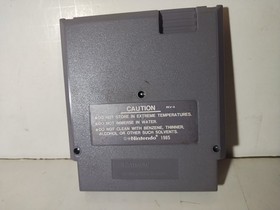 CAUTION
DO NOT STORE IN EXTREME TEMPERATURES.
DO NOT IMMERSE IN WATER.
DO NOT CLEAN WITH BENZENE, THINNER,
ALCOHOL OR OTHER SUCH SOLVENTS.
©Nintendo 1985